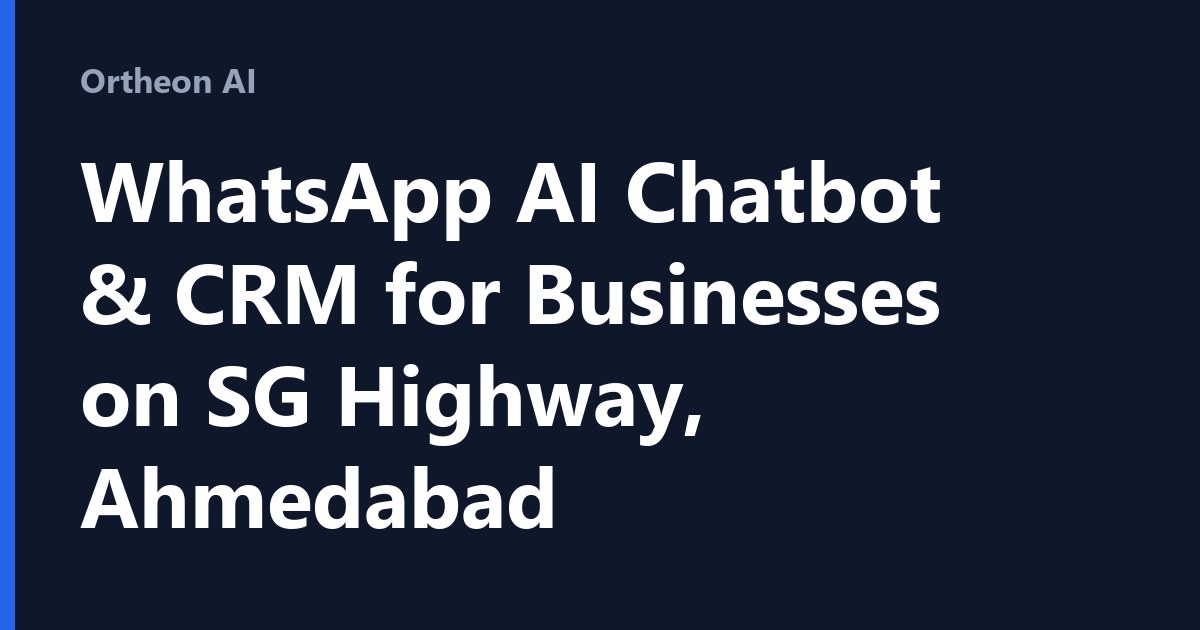 Ortheon AI
WhatsApp AI Chatbot
& CRM for Businesses
on SG Highway,
Ahmedabad